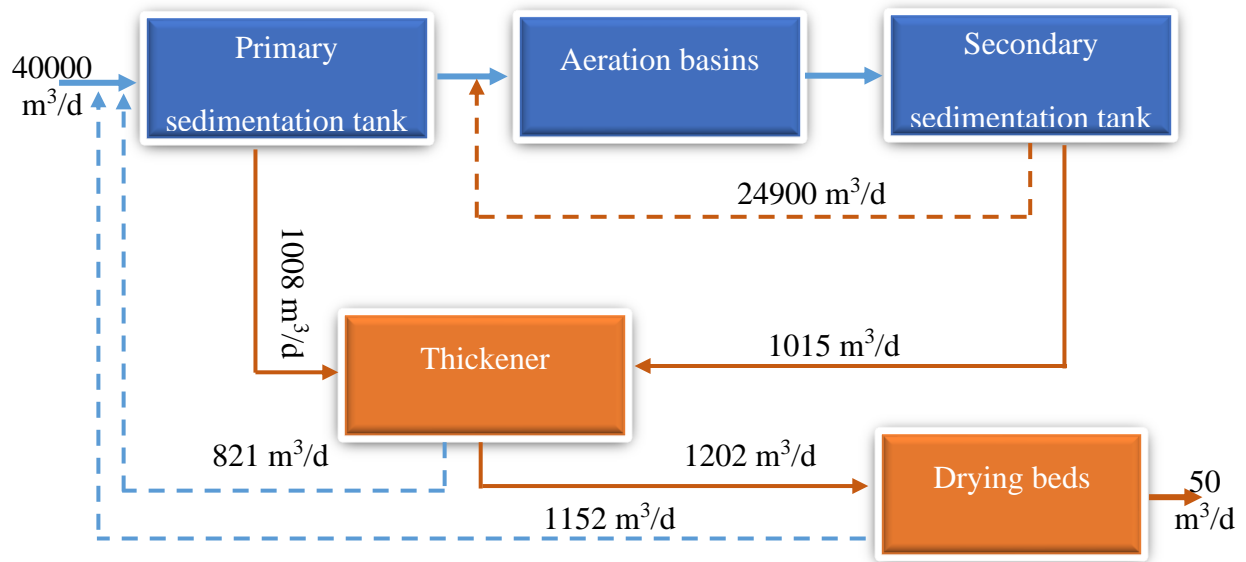 40000
m³/d
Primary
sedimentation tank
Aeration basins
Secondary
sedimentation tank
24900 m³/d
1008 m³/d
Thickener
1015 m³/d
821 m³/d
1202 m³/d
Drying beds
50
m³/d
1152 m³/d